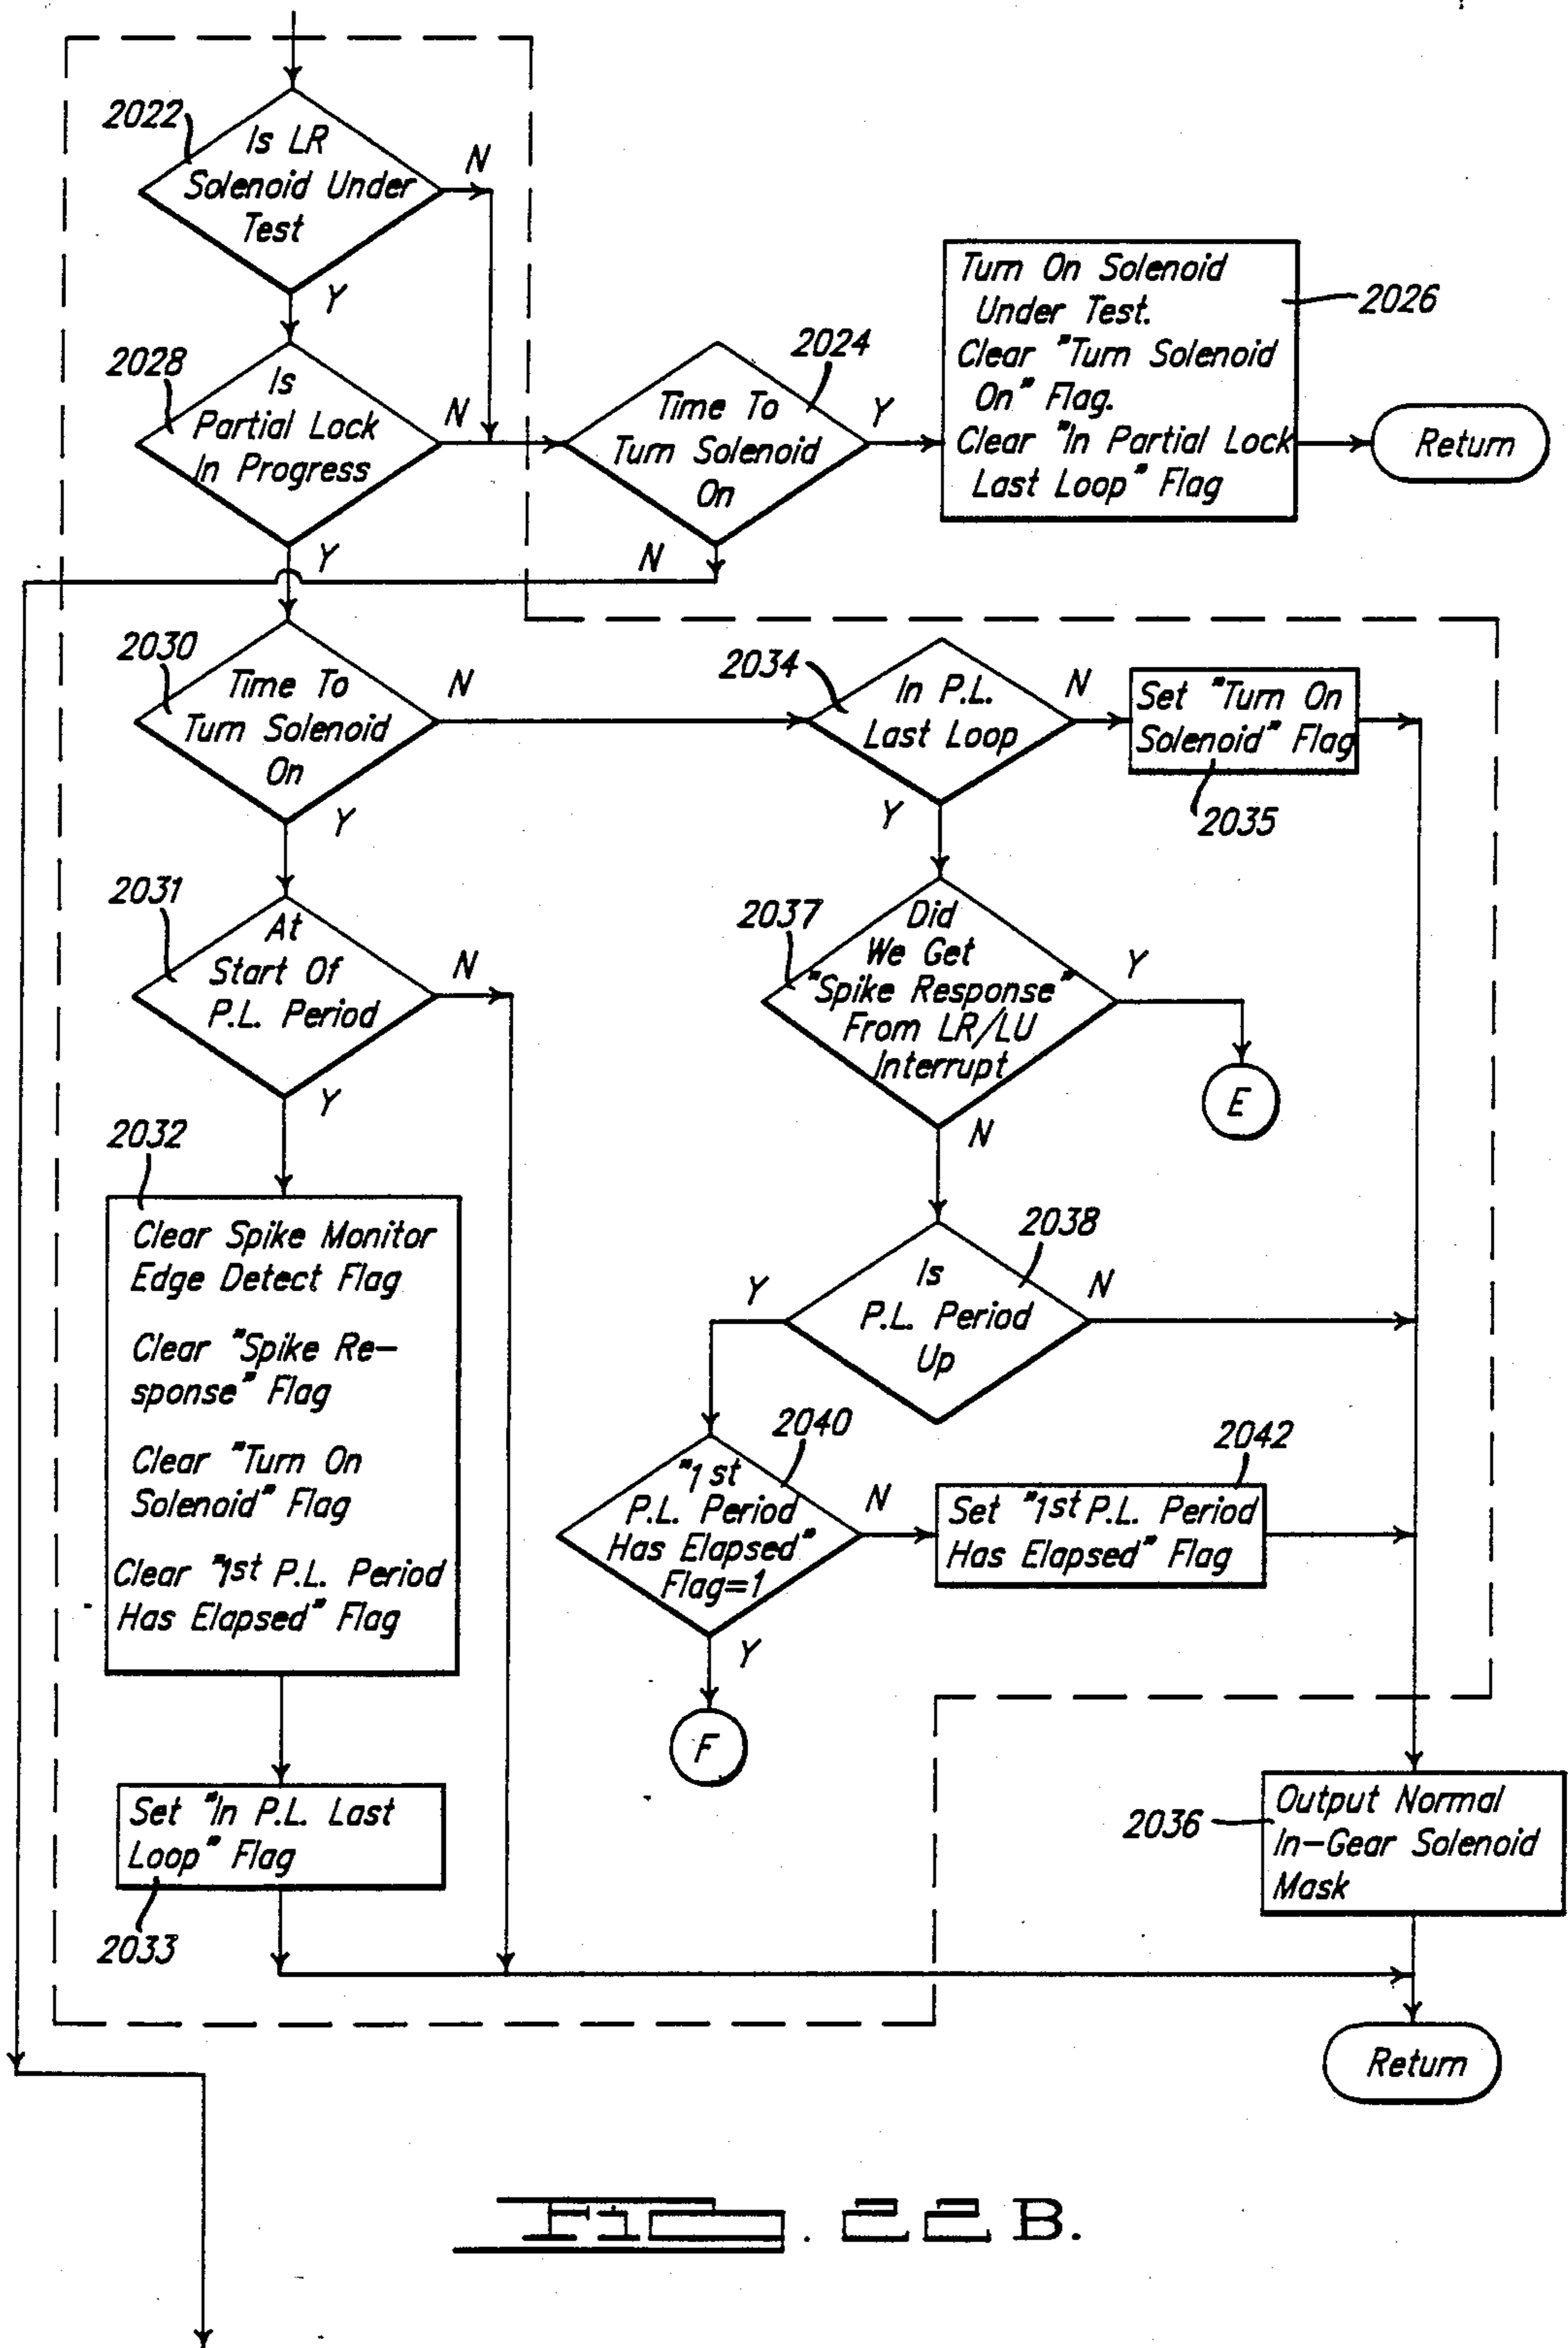 2022
Is LR
Solenoid Under
Test
N
Y
2028
Is
Partial Lock
In Progress
N
Y
2024
Time To
Turn Solenoid
On
Y
N
Turn On Solenoid
Under Test.
Clear "Turn Solenoid
On" Flag.
Clear "In Partial Lock
Last Loop" Flag
2026
Return
2030
Time To
Turn Solenoid
On
N
Y
2034
In P.L.
Last Loop
N
Y
Set "Turn On
Solenoid" Flag
2035
2031
At
Start Of
P.L. Period
N
Y
2037
Did
We Get
"Spike Response"
From LR/LU
Interrupt
Y
N
E
2032
Clear Spike Monitor
Edge Detect Flag
Clear "Spike Re-
sponse" Flag
Clear "Turn On
Solenoid" Flag
Clear "1st P.L. Period
Has Elapsed" Flag
2038
Is
P.L. Period
Up
Y
N
2040
"1st
P.L. Period
Has Elapsed"
Flag=1
N
Y
2042
Set "1st P.L. Period
Has Elapsed" Flag
F
Set "In P.L. Last
Loop" Flag
2033
2036
Output Normal
In-Gear Solenoid
Mask
Return
FIG. 22B.